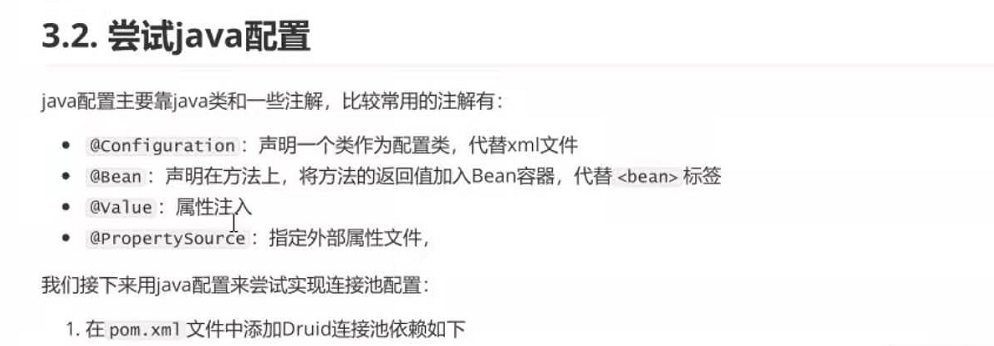 3.2. 尝试java配置
java配置主要靠java类和一些注解，比较常用的注解有：
@Configuration：声明一个类作为配置类，代替xml文件
@Bean：声明在方法上，将方法的返回值加入Bean容器，代替<bean>标签
@Value：属性注入
@PropertySource：指定外部属性文件，
我们接下来用java配置来尝试实现连接池配置：
1. 在pom.xml文件中添加Druid连接池依赖如下